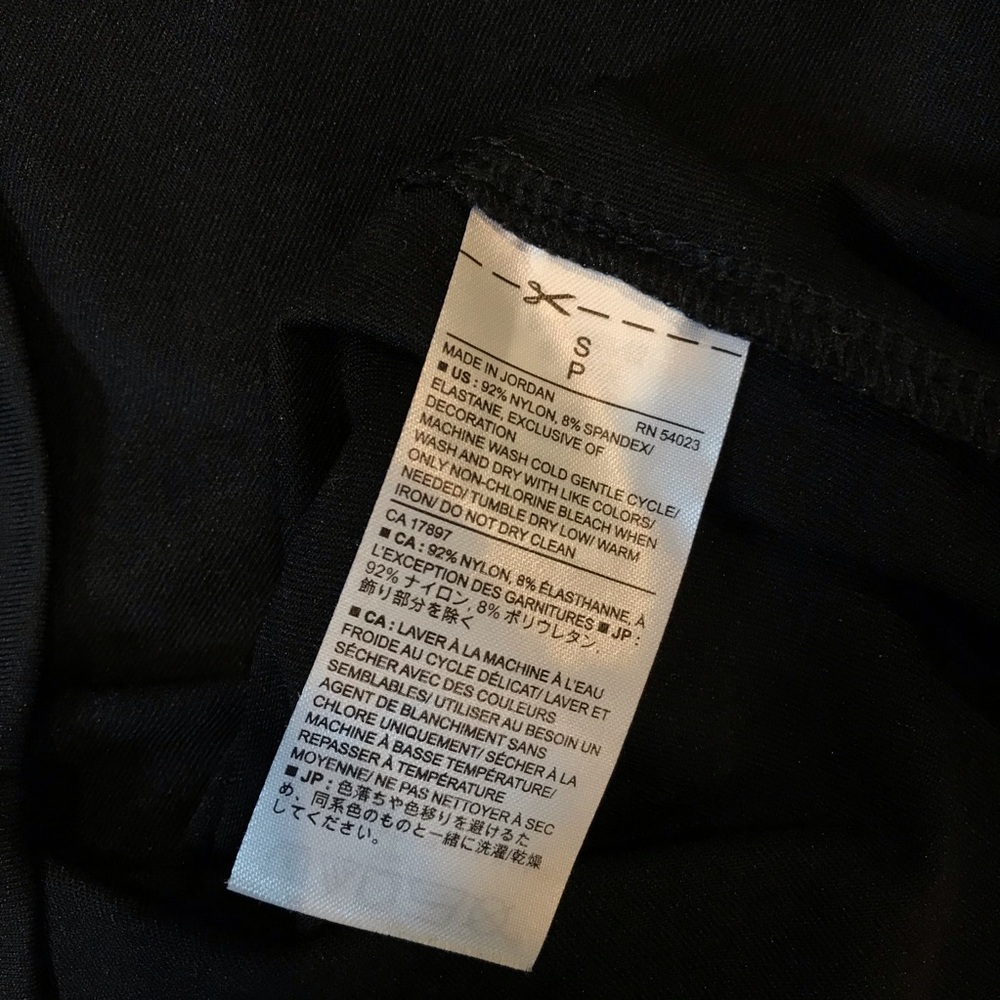 S
P
MADE IN JORDAN
RN 54023
■ US : 92% NYLON, 8% SPANDEX/
ELASTANE, EXCLUSIVE OF
DECORATION
MACHINE WASH COLD GENTLE CYCLE/
WASH AND DRY WITH LIKE COLORS/
ONLY NON-CHLORINE BLEACH WHEN
NEEDED/ TUMBLE DRY LOW/ WARM
IRON/ DO NOT DRY CLEAN
CA 17897
■ CA : 92% NYLON, 8% ÉLASTHANNE, À
L'EXCEPTION DES GARNITURES ■ JP :
92% ナイロン, 8% ポリウレタン,
飾り部分を除く
■ CA : LAVER À LA MACHINE À L'EAU
FROIDE AU CYCLE DÉLICAT/ LAVER ET
SÉCHER AVEC DES COULEURS
SEMBLABLES/ UTILISER AU BESOIN UN
AGENT DE BLANCHIMENT SANS
CHLORE UNIQUEMENT/ SÉCHER À LA
MACHINE À BASSE TEMPÉRATURE/
REPASSER À TEMPÉRATURE
MOYENNE/ NE PAS NETTOYER À SEC
■ JP : 色落ちや色移りを避けるた
め、同系色のものと一緒に洗濯/乾燥
してください。